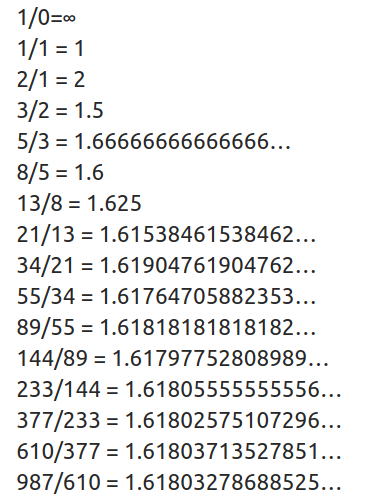 1/0=∞
1/1 = 1
2/1 = 2
3/2 = 1.5
5/3 = 1.66666666666666…
8/5 = 1.6
13/8 = 1.625
21/13 = 1.61538461538462…
34/21 = 1.61904761904762…
55/34 = 1.61764705882353…
89/55 = 1.61818181818182…
144/89 = 1.61797752808989…
233/144 = 1.61805555555556…
377/233 = 1.61802575107296…
610/377 = 1.61803713527851…
987/610 = 1.61803278688525…